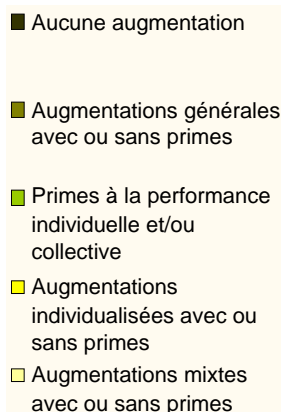 Aucune augmentation
Augmentations générales
avec ou sans primes
Primes à la performance
individuelle et/ou
collective
Augmentations
individualisées avec ou
sans primes
Augmentations mixtes
avec ou sans primes